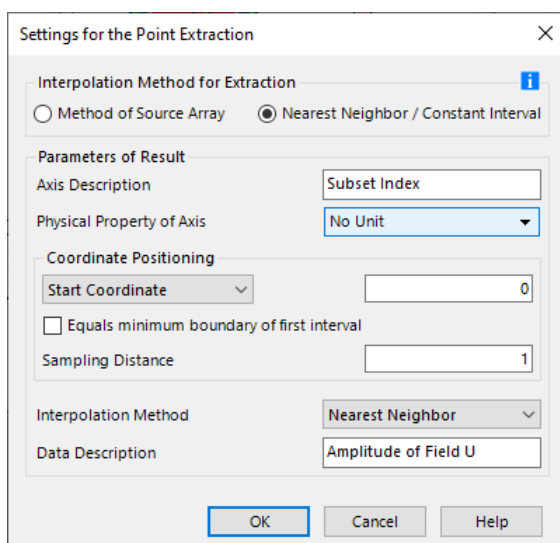 Settings for the Point Extraction
Interpolation Method for Extraction i
Method of Source Array Nearest Neighbor / Constant Interval
Parameters of Result
Axis Description Subset Index
Physical Property of Axis No Unit
Coordinate Positioning
Start Coordinate 0
Equals minimum boundary of first interval
Sampling Distance 1
Interpolation Method Nearest Neighbor
Data Description Amplitude of Field U
OK Cancel Help